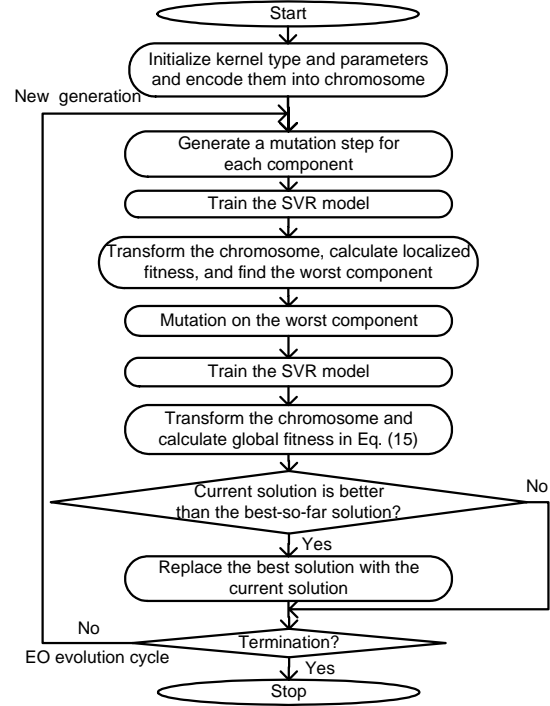 Start
Initialize kernel type and parameters
and encode them into chromosome
New generation
Generate a mutation step for
each component
Train the SVR model
Transform the chromosome, calculate localized
fitness, and find the worst component
Mutation on the worst component
Train the SVR model
Transform the chromosome and
calculate global fitness in Eq. (15)
Current solution is better
than the best-so-far solution?
No
Yes
Replace the best solution with the
current solution
No
Termination?
EO evolution cycle
Yes
Stop